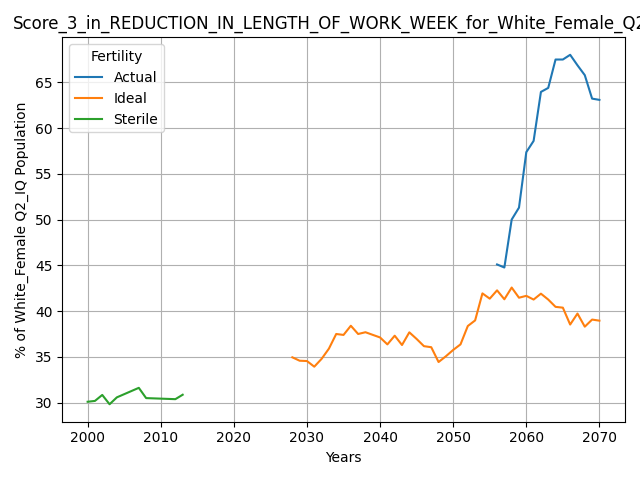 Score_3_in_REDUCTION_IN_LENGTH_OF_WORK_WEEK_for_White_Female_Q2
Fertility
Actual
Ideal
Sterile
% of White_Female Q2_IQ Population
65
60
55
50
45
40
35
30
2000 2010 2020 2030 2040 2050 2060 2070
Years